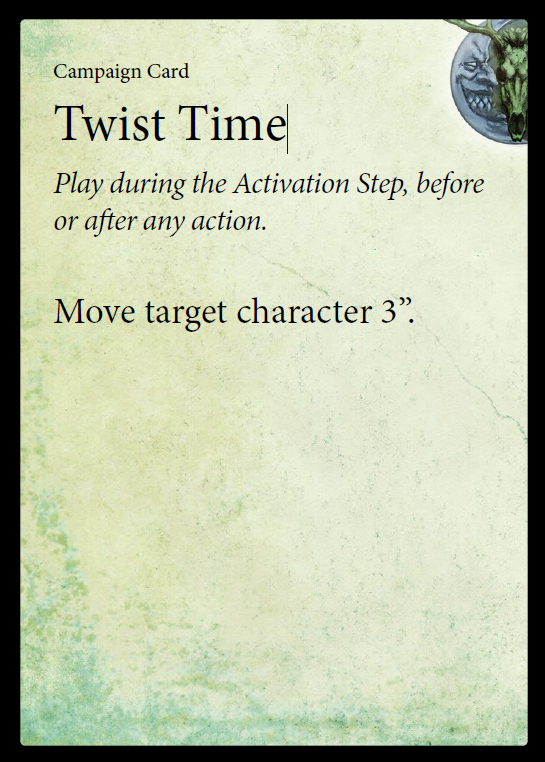 Campaign Card
Twist Time
Play during the Activation Step, before
or after any action.
Move target character 3”.